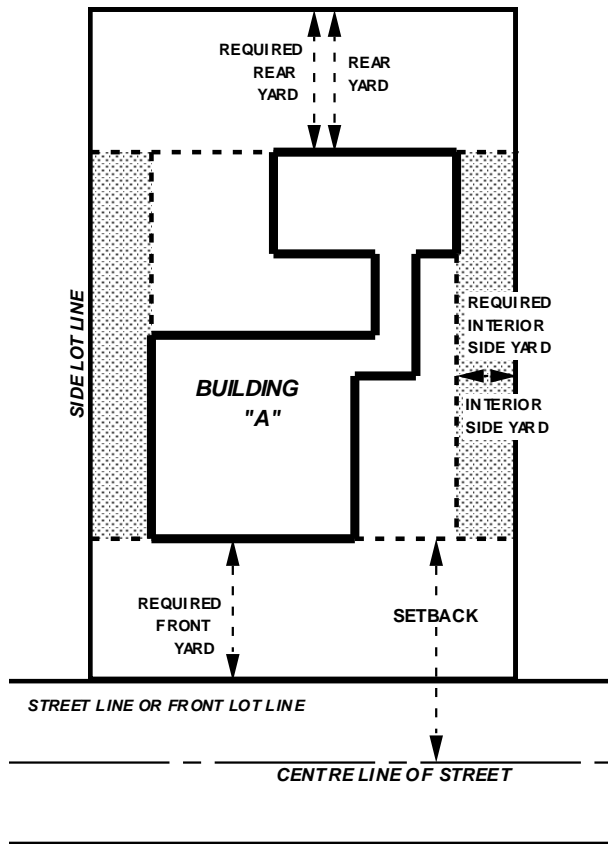 REQUIRED
REAR
YARD
REAR
YARD
SIDE LOT LINE
BUILDING
"A"
REQUIRED
INTERIOR
SIDE YARD
INTERIOR
SIDE YARD
REQUIRED
FRONT
YARD
SETBACK
STREET LINE OR FRONT LOT LINE
CENTRE LINE OF STREET